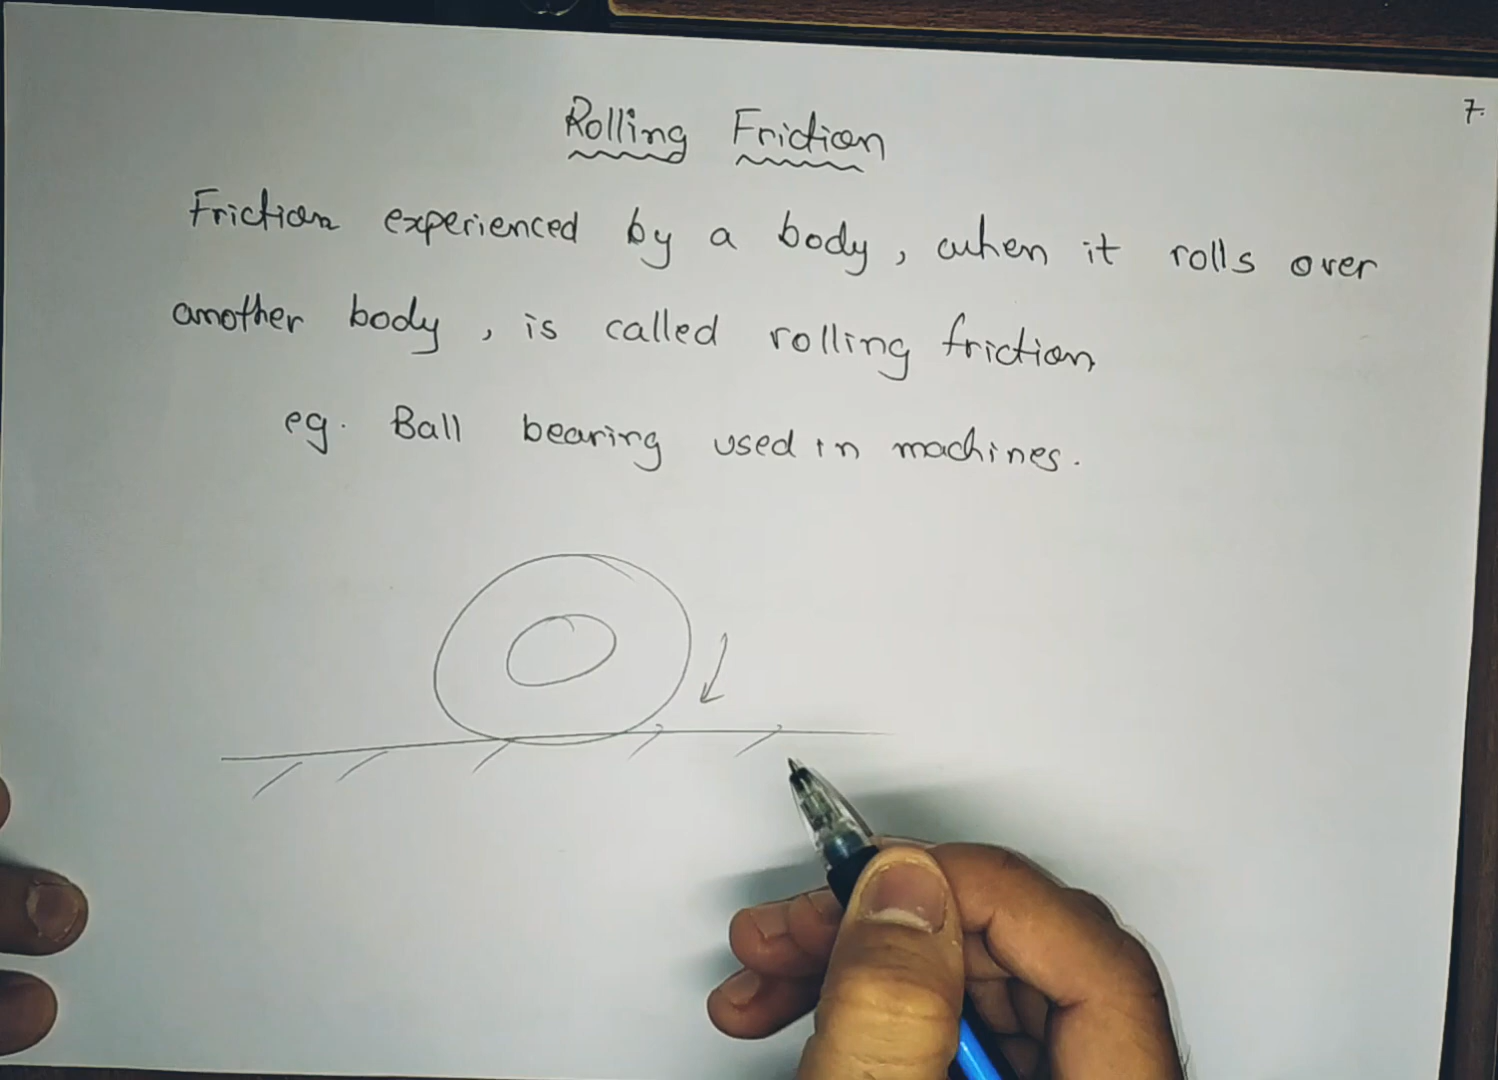 7.
Rolling Friction
Friction experienced by a body, when it rolls over
another body, is called rolling friction
eg. Ball bearing used in machines.